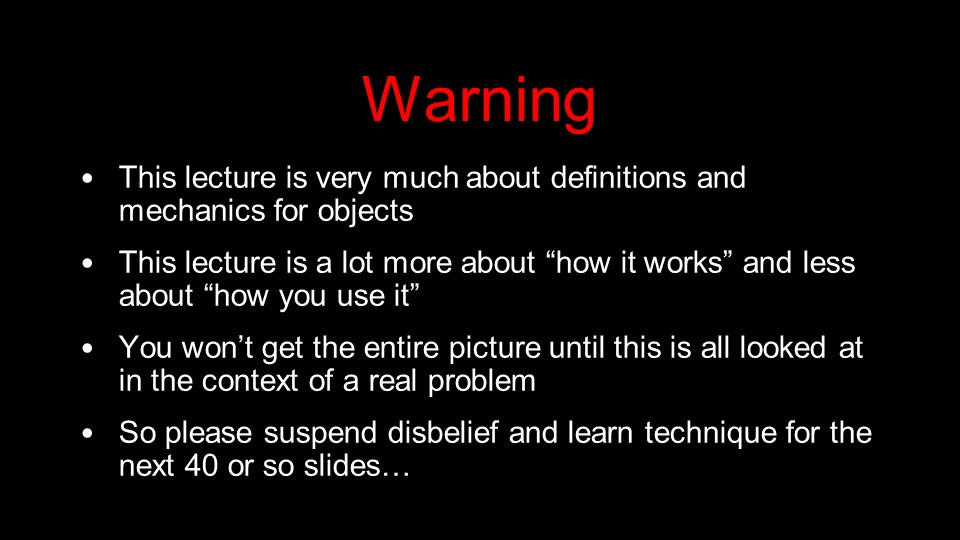 Warning
• This lecture is very much about definitions and
mechanics for objects
• This lecture is a lot more about “how it works” and less
about “how you use it”
• You won’t get the entire picture until this is all looked at
in the context of a real problem
• So please suspend disbelief and learn technique for the
next 40 or so slides…